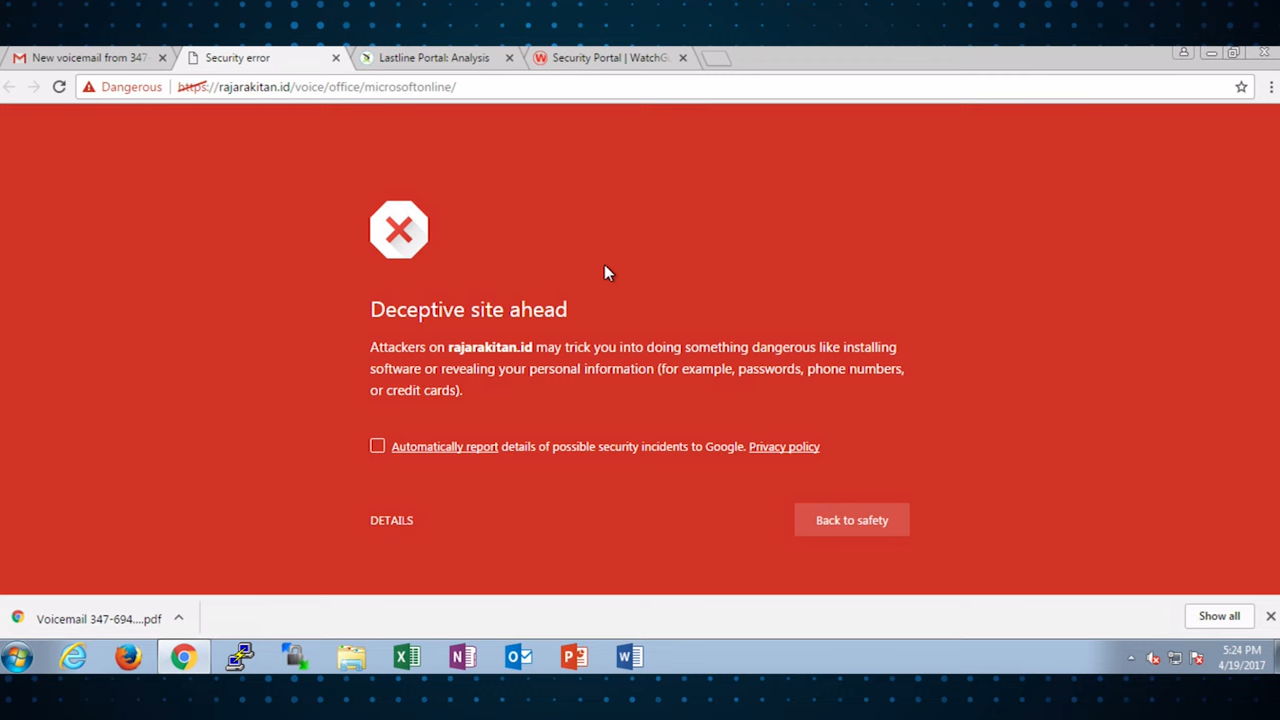 New voicemail from 347
Security error
Lastline Portal: Analysis
Security Portal | WatchG
Dangerous
https://rajarakitan.id/voice/office/microsoftonline/
Deceptive site ahead
Attackers on rajarakitan.id may trick you into doing something dangerous like installing
software or revealing your personal information (for example, passwords, phone numbers,
or credit cards).
Automatically report details of possible security incidents to Google. Privacy policy
DETAILS
Back to safety
Voicemail 347-694....pdf
Show all
5:24 PM
4/19/2017